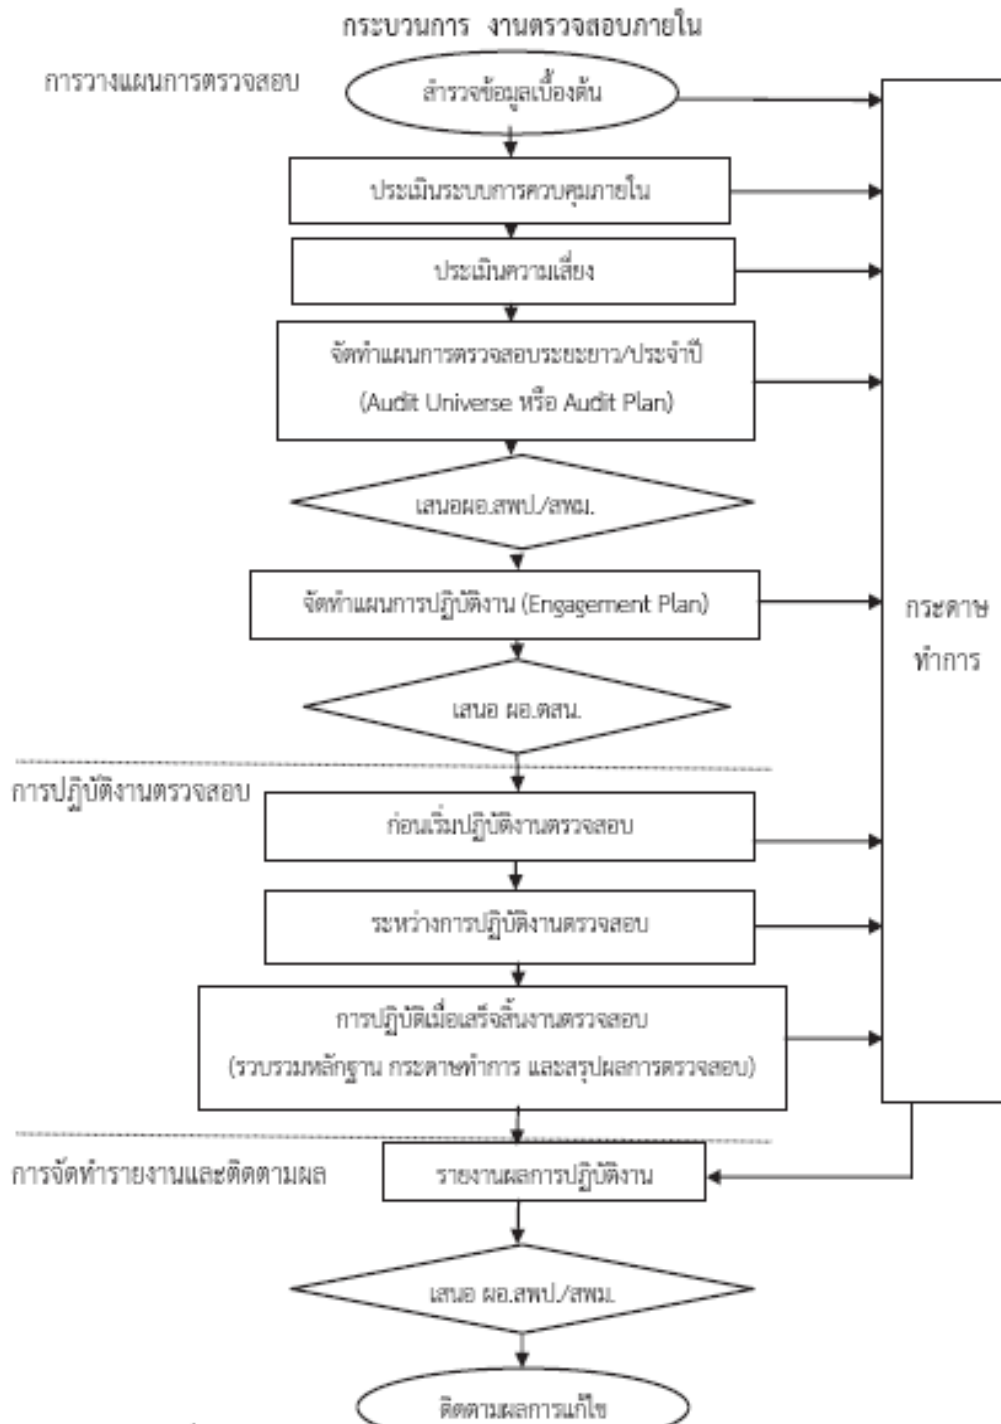 กระบวนการ งานตรวจสอบภายใน
การวางแผนการตรวจสอบ
สำรวจข้อมูลเบื้องต้น
ประเมินระบบการควบคุมภายใน
ประเมินความเสี่ยง
จัดทำแผนการตรวจสอบระยะยาว/ประจำปี
(Audit Universe หรือ Audit Plan)
เสนอผอ.สพป./สพม.
จัดทำแผนการปฏิบัติงาน (Engagement Plan)
กระดาษ
ทำการ
เสนอ ผอ.ตสน.
การปฏิบัติงานตรวจสอบ
ก่อนเริ่มปฏิบัติงานตรวจสอบ
ระหว่างการปฏิบัติงานตรวจสอบ
การปฏิบัติเมื่อเสร็จสิ้นงานตรวจสอบ
(รวบรวมหลักฐาน กระดาษทำการ และสรุปผลการตรวจสอบ)
การจัดทำรายงานและติดตามผล
รายงานผลการปฏิบัติงาน
เสนอ ผอ.สพป./สพม.
ติดตามผลการแก้ไข